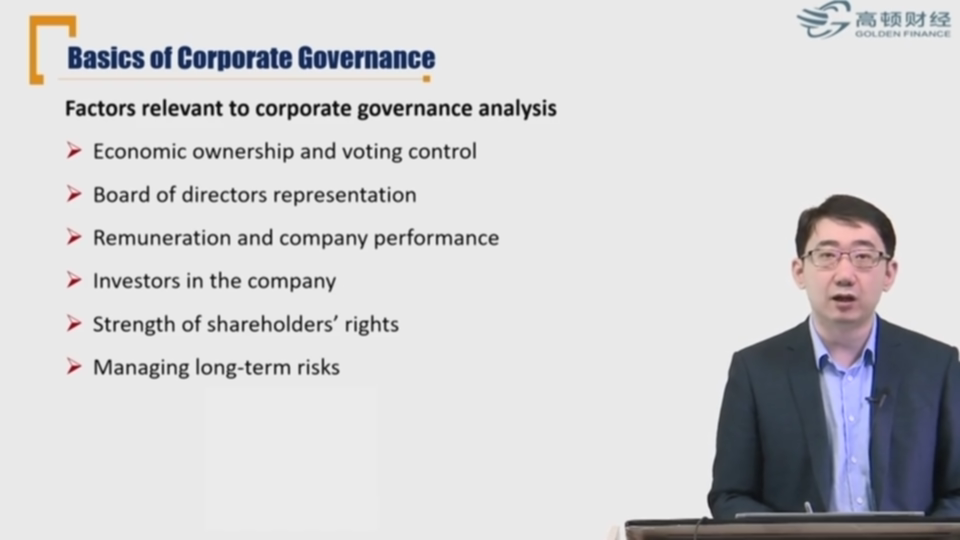 高顿财经
GOLDEN FINANCE
Basics of Corporate Governance
Factors relevant to corporate governance analysis
Economic ownership and voting control
Board of directors representation
Remuneration and company performance
Investors in the company
Strength of shareholders’ rights
Managing long-term risks